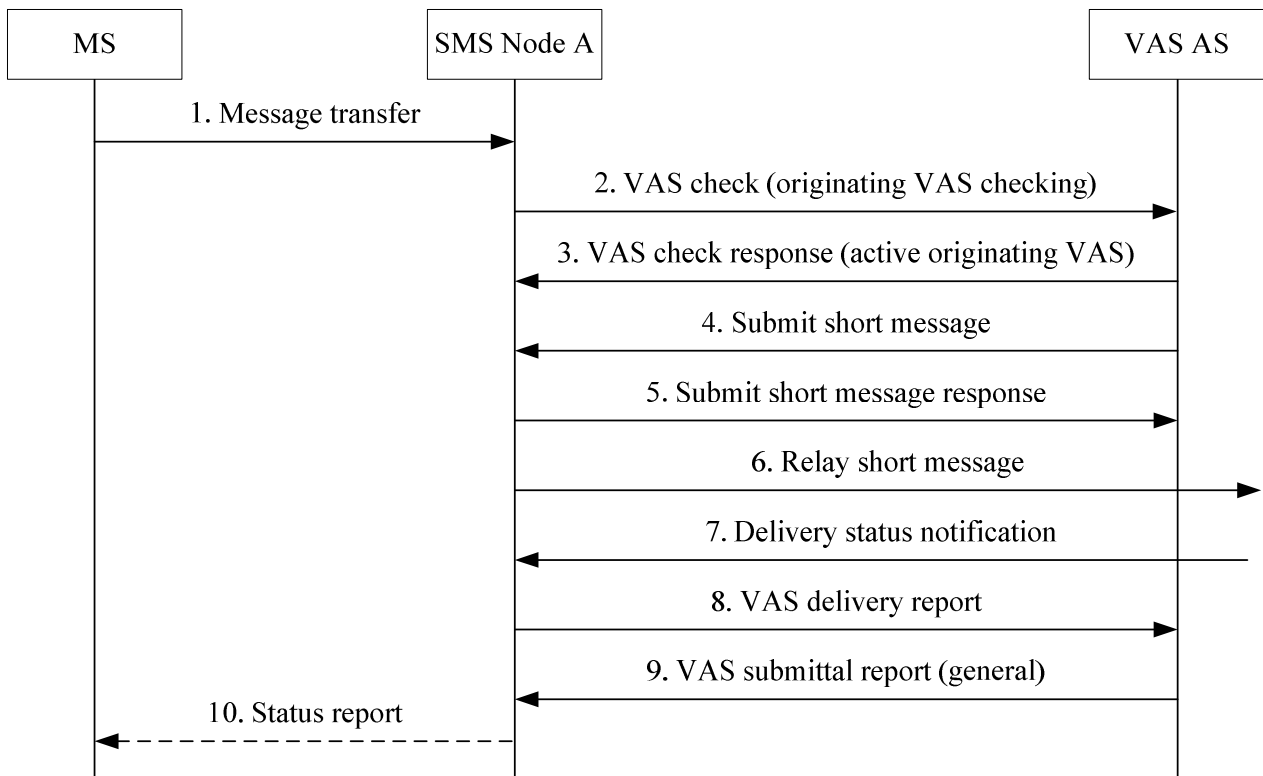 MS
SMS Node A
VAS AS
1. Message transfer
2. VAS check (originating VAS checking)
3. VAS check response (active originating VAS)
4. Submit short message
5. Submit short message response
6. Relay short message
7. Delivery status notification
8. VAS delivery report
9. VAS submittal report (general)
10. Status report